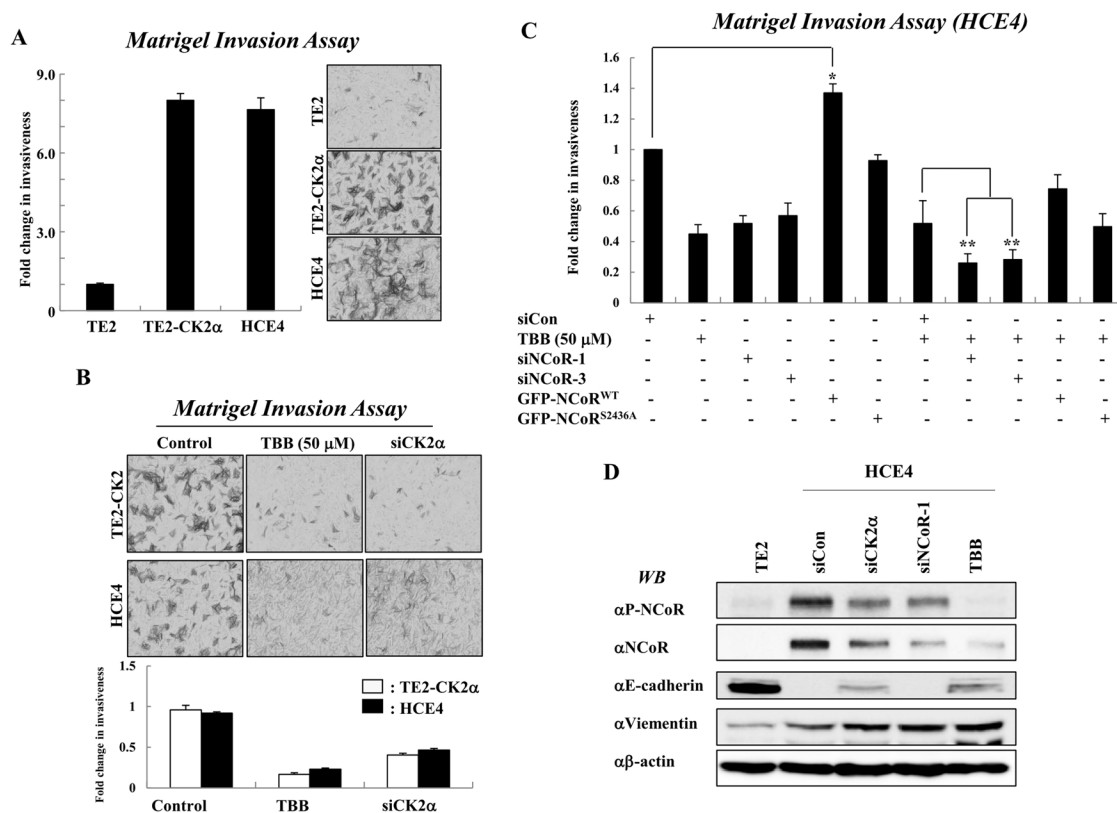 A
Matrigel Invasion Assay
Fold change in invasiveness
9.0
6.0
3.0
0
TE2
TE2-CK2α
HCE4
TE2
TE2-CK2α
HCE4
B
Matrigel Invasion Assay
Control TBB (50 μM) siCK2α
TE2-CK2
HCE4
Fold change in invasiveness
1.5
1
0.5
0
: TE2-CK2α
: HCE4
Control TBB siCK2α
C
Matrigel Invasion Assay (HCE4)
Fold change in invasiveness
1.6
1.4
1.2
1
0.8
0.6
0.4
0.2
0
*
**
**
siCon + - - - - - + - - - -
TBB (50 μM) - + - - - - + + + + +
siNCoR-1 - - + - - - - + - - -
siNCoR-3 - - - + - - - - + - -
GFP-NCoRWT - - - - + - - - - + -
GFP-NCoRS2436A - - - - - + - - - - +
D
HCE4
TE2 siCon siCK2α siNCoR-1 TBB
WB
αP-NCoR
αNCoR
αE-cadherin
αViementin
αβ-actin